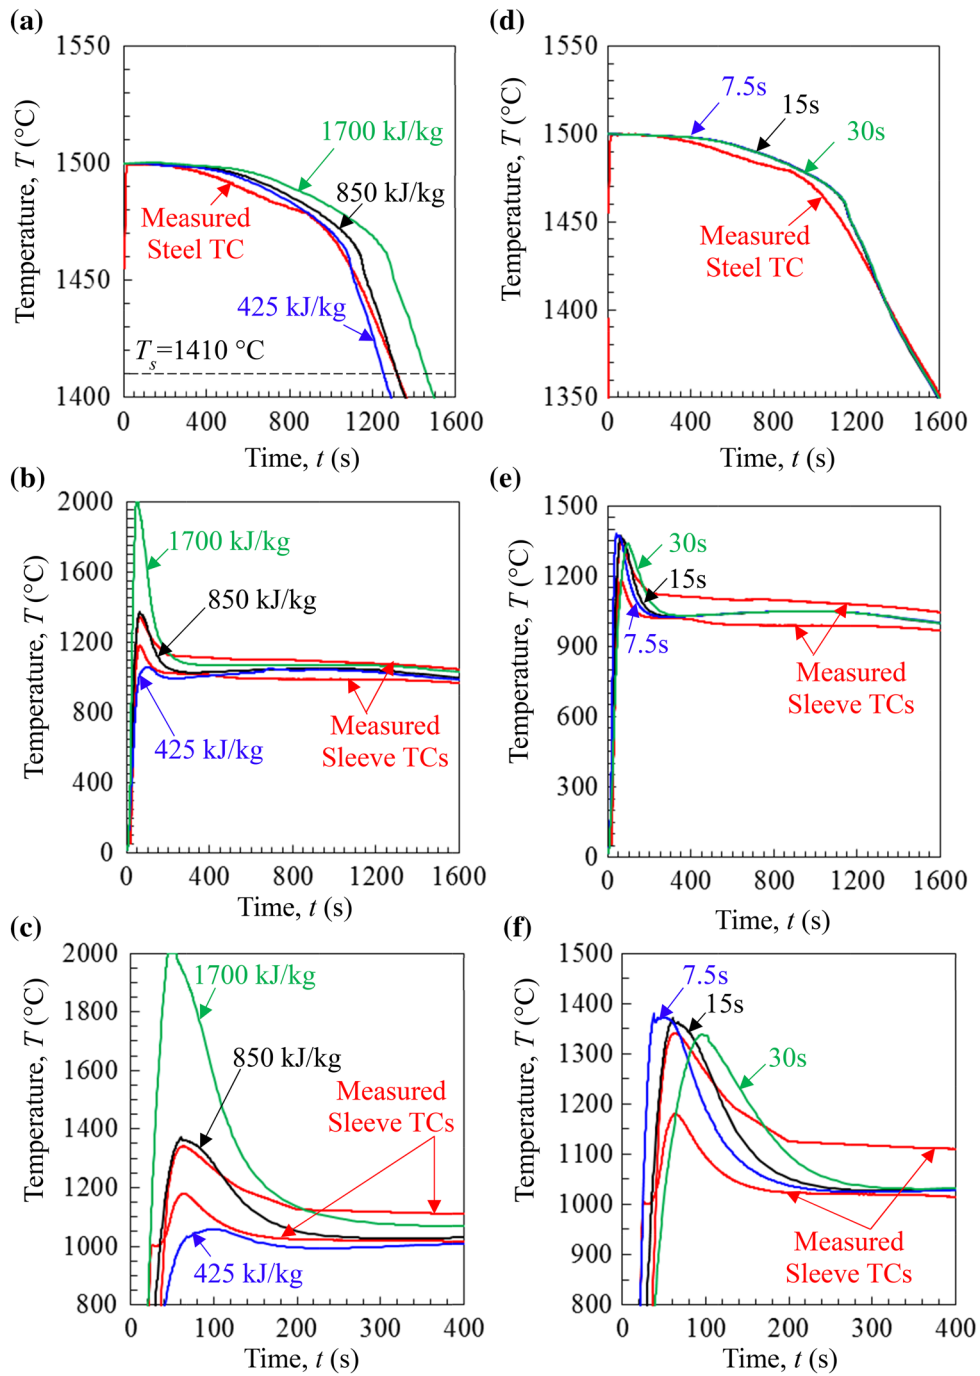 (a)
1550
1500
1450
1400
Temperature, T (°C)
1700 kJ/kg
850 kJ/kg
Measured
Steel TC
425 kJ/kg
Ts=1410 °C
0 400 800 1200 1600
Time, t (s)
(d)
1550
1500
1450
1400
1350
Temperature, T (°C)
7.5s
15s
30s
Measured
Steel TC
0 400 800 1200 1600
Time, t (s)
(b)
2000
1600
1200
800
400
0
Temperature, T (°C)
1700 kJ/kg
850 kJ/kg
Measured
Sleeve TCs
425 kJ/kg
0 400 800 1200 1600
Time, t (s)
(e)
1500
1200
900
600
300
0
Temperature, T (°C)
30s
15s
7.5s
Measured
Sleeve TCs
0 400 800 1200 1600
Time, t (s)
(c)
2000
1800
1600
1400
1200
1000
800
Temperature, T (°C)
1700 kJ/kg
850 kJ/kg
Measured
Sleeve TCs
425 kJ/kg
0 100 200 300 400
Time, t (s)
(f)
1500
1400
1300
1200
1100
1000
900
800
Temperature, T (°C)
7.5s
15s
30s
Measured
Sleeve TCs
0 100 200 300 400
Time, t (s)